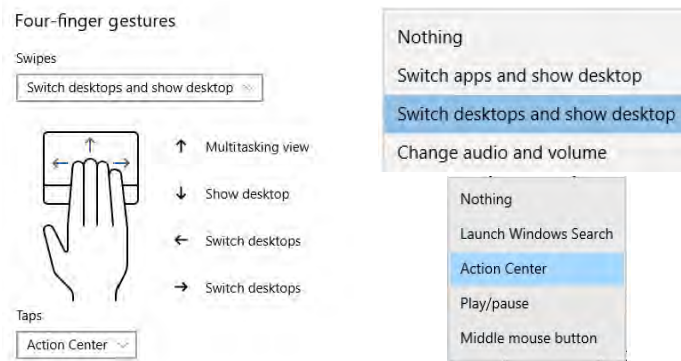 Four-finger gestures
Swipes
Switch desktops and show desktop
↑ Multitasking view
↓ Show desktop
← Switch desktops
→ Switch desktops
Taps
Action Center
Nothing
Switch apps and show desktop
Switch desktops and show desktop
Change audio and volume
Nothing
Launch Windows Search
Action Center
Play/pause
Middle mouse button